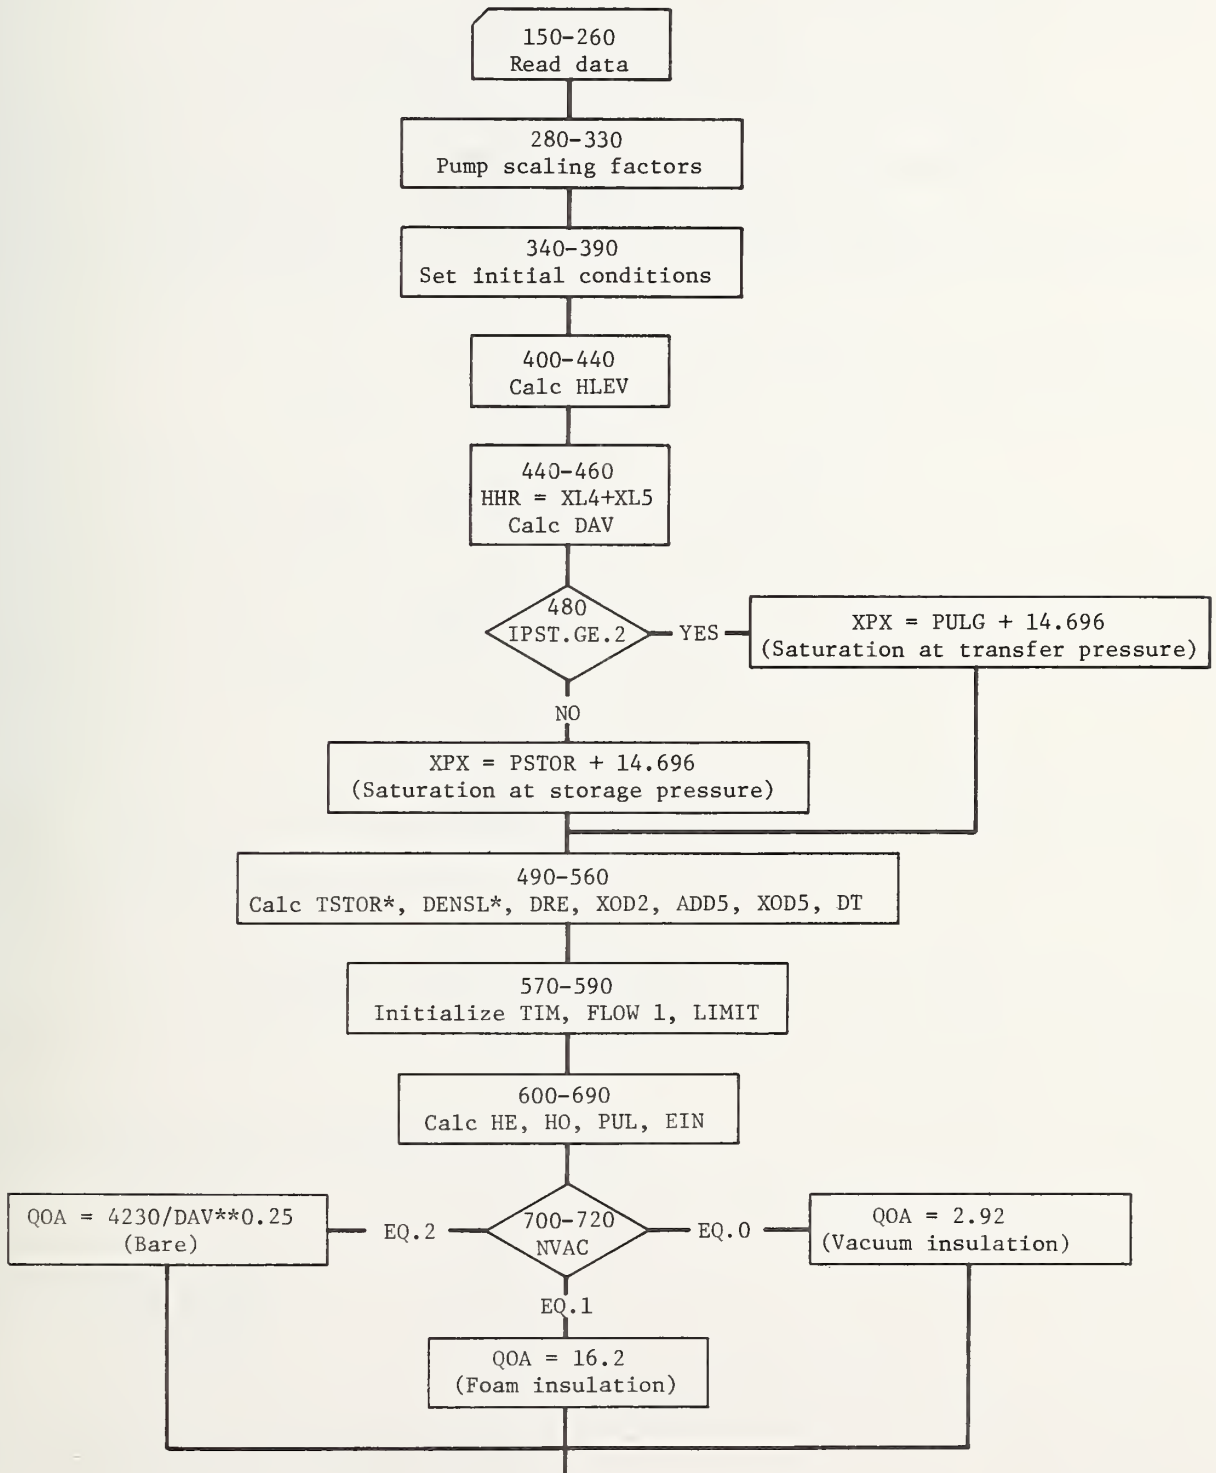 150-260
Read data
280-330
Pump scaling factors
340-390
Set initial conditions
400-440
Calc HLEV
440-460
HHR = XL4+XL5
Calc DAV
480
IPST.GE.2
YES
XPX = PULG + 14.696
(Saturation at transfer pressure)
NO
XPX = PSTOR + 14.696
(Saturation at storage pressure)
490-560
Calc TSTOR*, DENSL*, DRE, XOD2, ADD5, XOD5, DT
570-590
Initialize TIM, FLOW 1, LIMIT
600-690
Calc HE, HO, PUL, EIN
QOA = 4230/DAV**0.25
(Bare)
EQ.2
700-720
NVAC
EQ.0
QOA = 2.92
(Vacuum insulation)
EQ.1
QOA = 16.2
(Foam insulation)